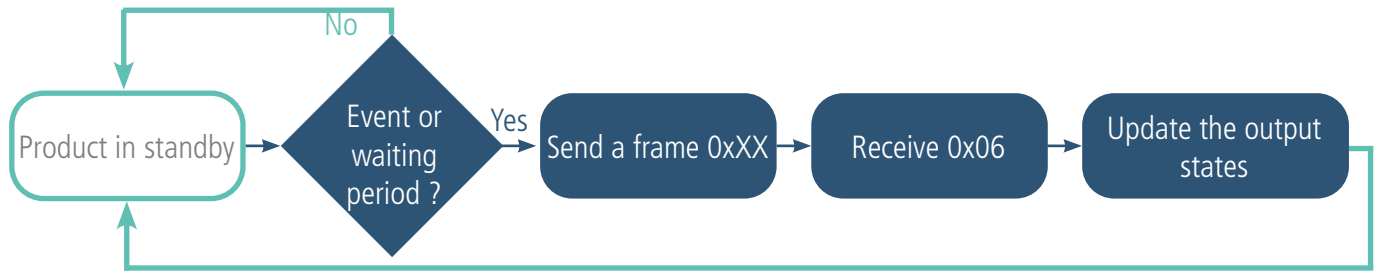 No
Product in standby
Event or
waiting
period ?
Yes
Send a frame 0xXX
Receive 0x06
Update the output
states